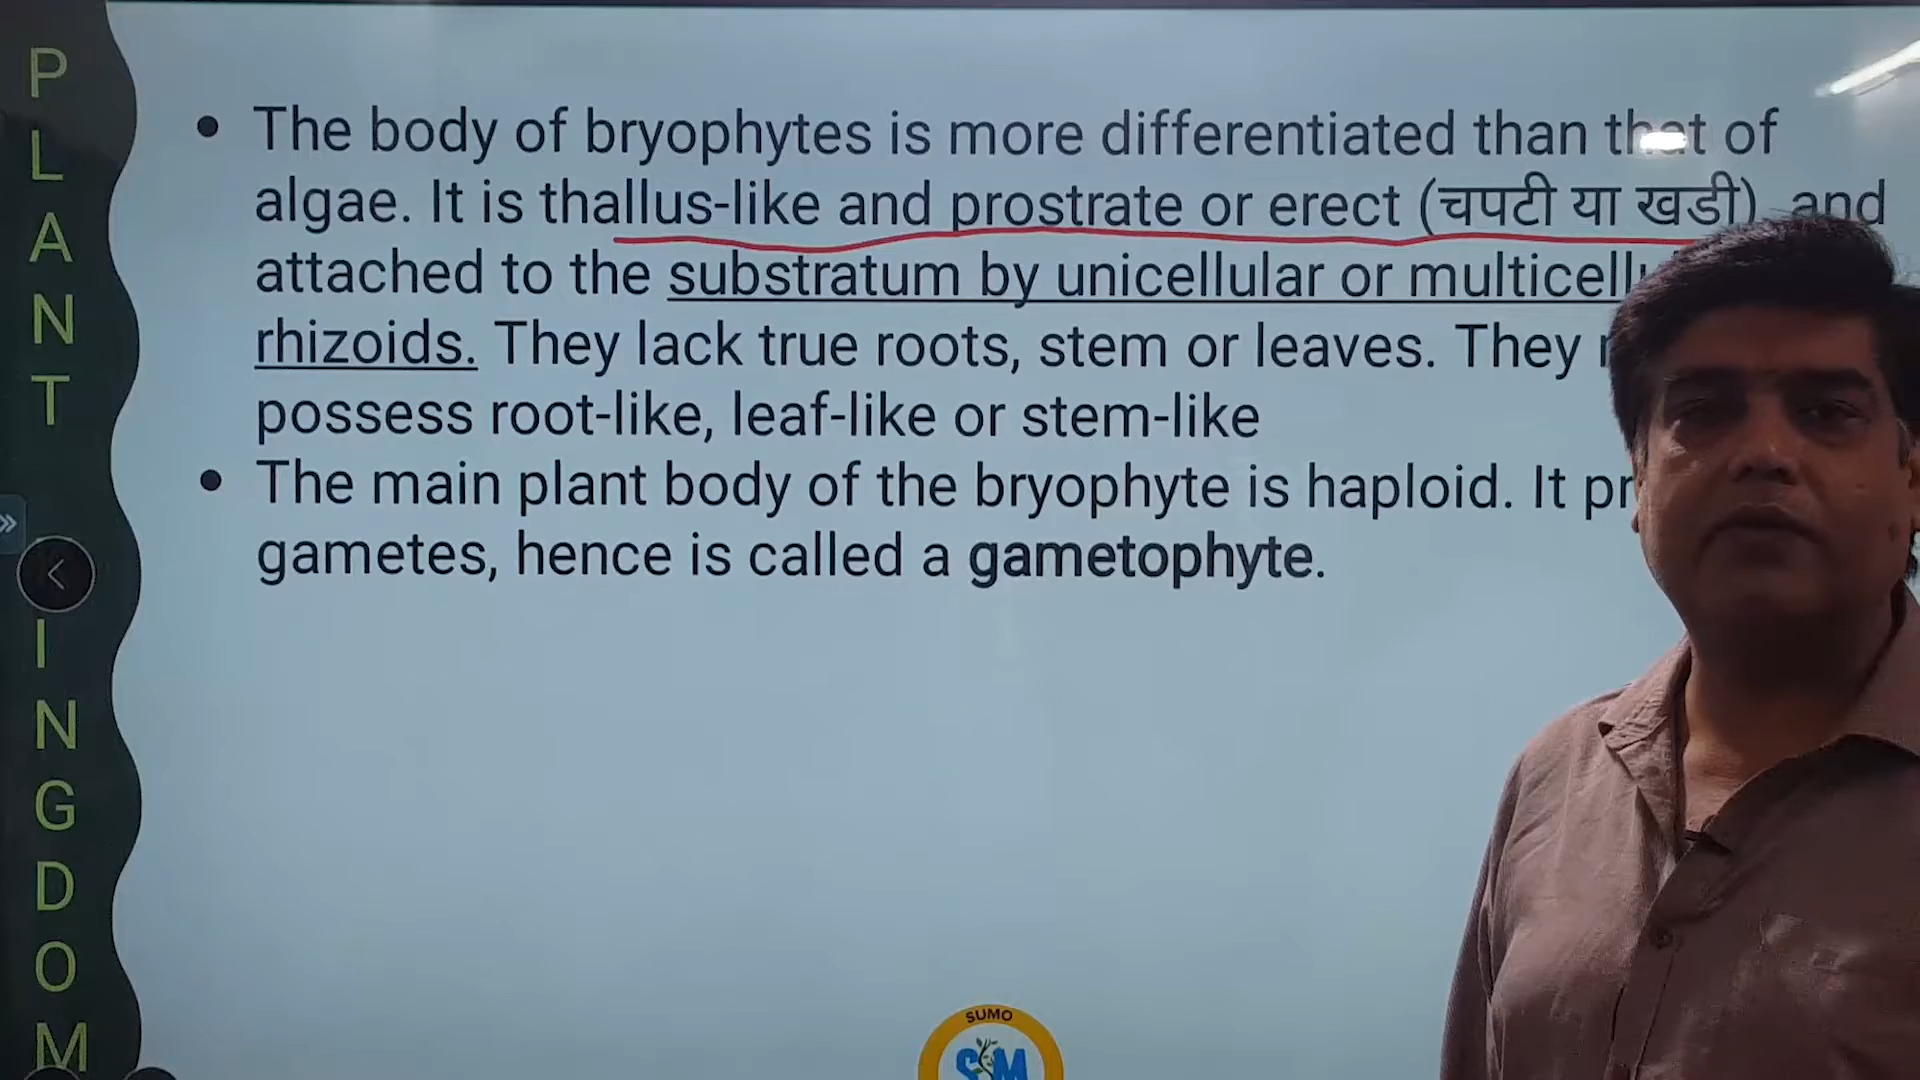 PLANT
INGDOM
• The body of bryophytes is more differentiated than that of
algae. It is thallus-like and prostrate or erect (चपटी या खडी), and
attached to the substratum by unicellular or
rhizoids. They lack true roots, stem or leaves. They
possess root-like, leaf-like or stem-like
• The main plant body of the bryophyte is haploid. It
gametes, hence is called a gametophyte.
SUMO
SM